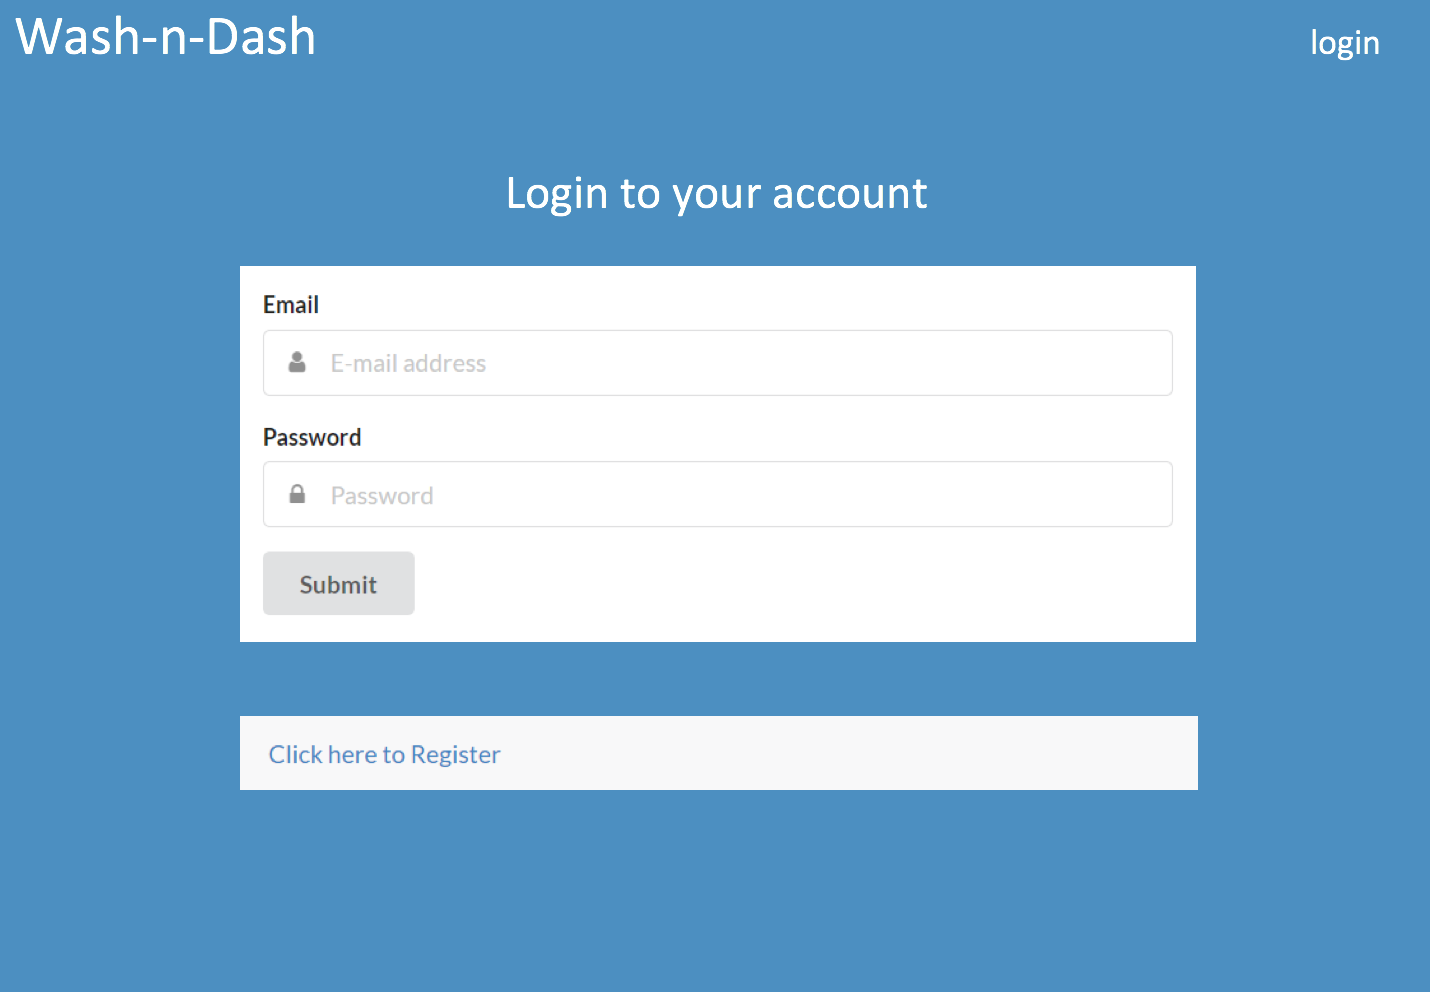 Wash-n-Dash
login
Login to your account
Email
E-mail address
Password
Password
Submit
Click here to Register